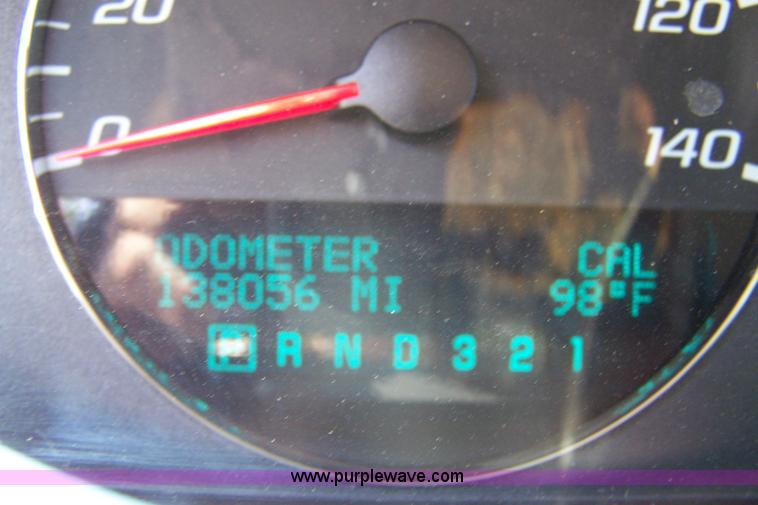 20
120
0
140
ODOMETER CAL
138056 MI 98°F
P R N D 3 2 1
www.purplewave.com